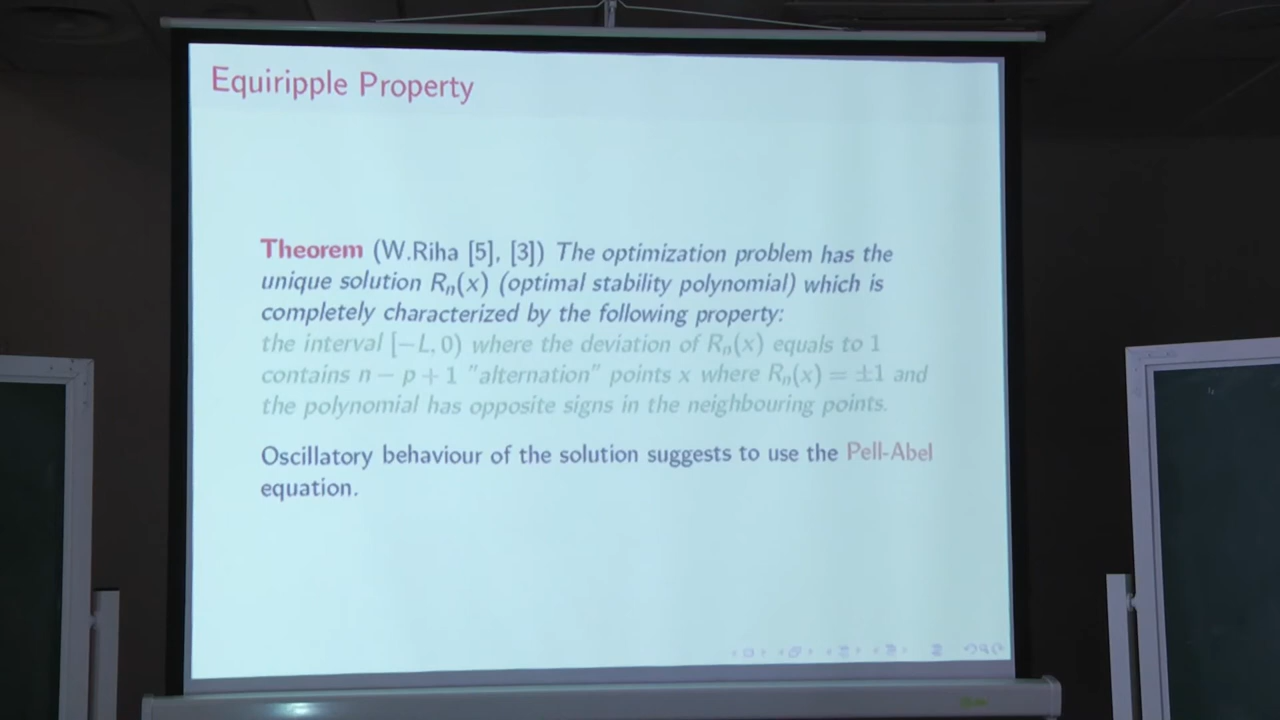 Equiripple Property
Theorem (W.Riha [5], [3]) The optimization problem has the
unique solution Rₙ(x) (optimal stability polynomial) which is
completely characterized by the following property:
the interval [−L, 0) where the deviation of Rₙ(x) equals to 1
contains n − p + 1 "alternation" points x where Rₙ(x) = ±1 and
the polynomial has opposite signs in the neighbouring points.
Oscillatory behaviour of the solution suggests to use the Pell-Abel
equation.